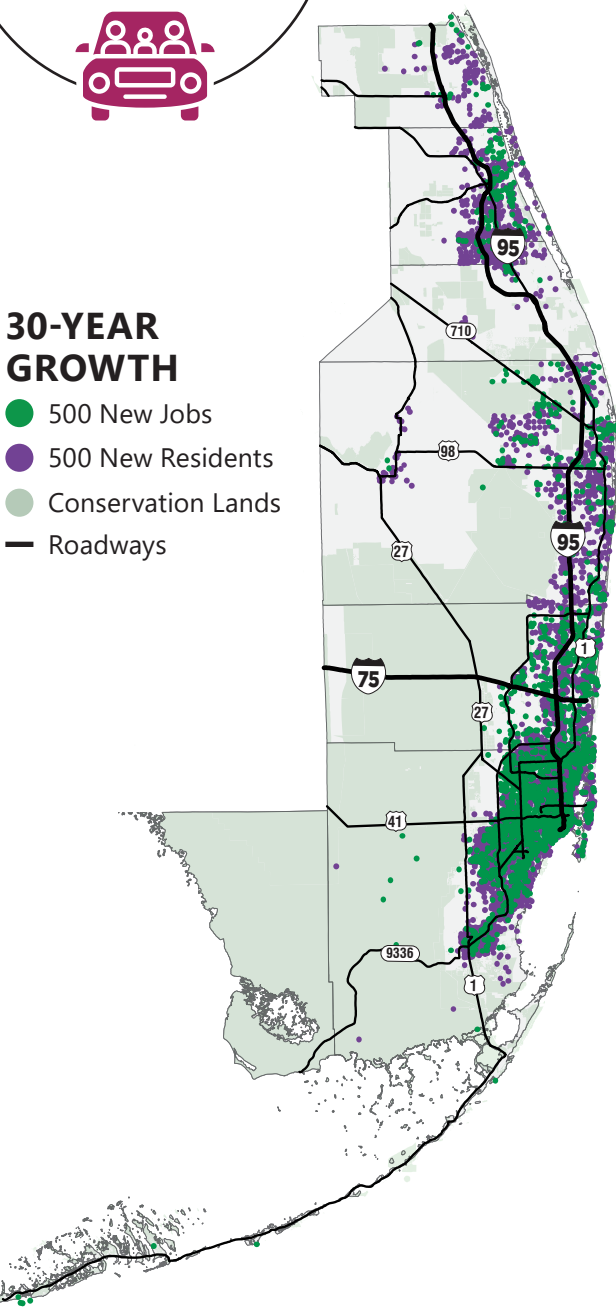 30-YEAR
GROWTH
500 New Jobs
500 New Residents
Conservation Lands
Roadways
95
710
98
27
95
1
75
27
41
9336
1